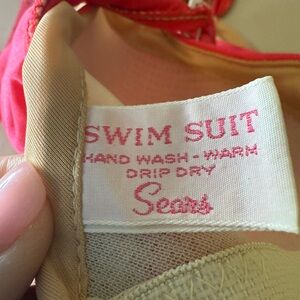 SWIM SUIT
HAND WASH - WARM
DRIP DRY
Sears